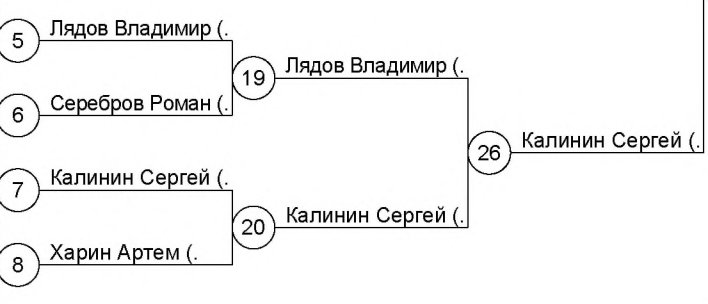 5 Лядов Владимир (.
19 Лядов Владимир (.
6 Серебров Роман (.
26 Калинин Сергей (.
7 Калинин Сергей (.
20 Калинин Сергей (.
8 Харин Артем (.